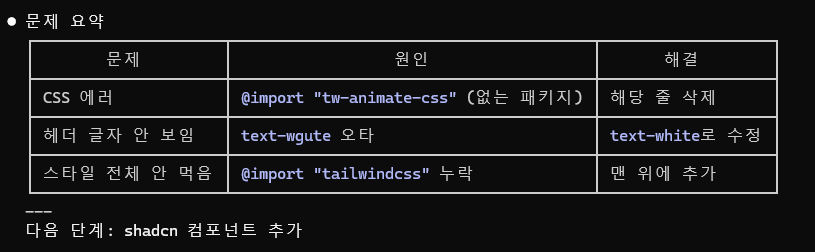 ● 문제 요약
문제 원인 해결
CSS 에러 @import "tw-animate-css" (없는 패키지) 해당 줄 삭제
헤더 글자 안 보임 text-wgute 오타 text-white로 수정
스타일 전체 안 먹음 @import "tailwindcss" 누락 맨 위에 추가
---
다음 단계: shadcn 컴포넌트 추가